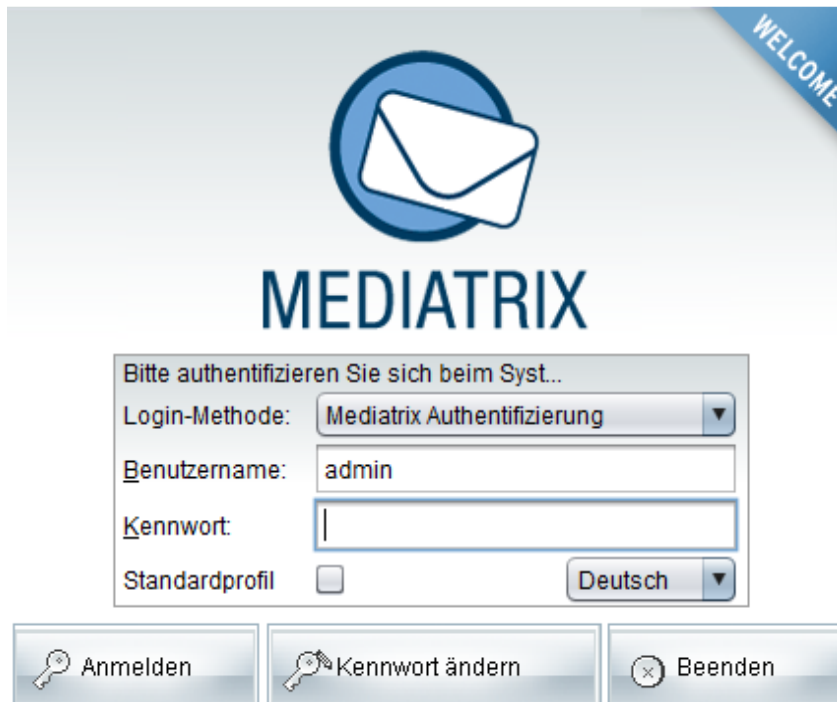 WELCOME
MEDIATRIX
Bitte authentifizieren Sie sich beim Syst...
Login-Methode: Mediatrix Authentifizierung
Benutzername: admin
Kennwort:
Standardprofil Deutsch
Anmelden Kennwort ändern Beenden